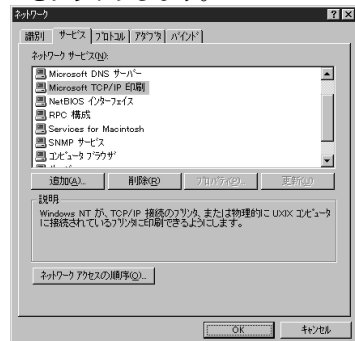 ネットワーク
識別 サービス プロトコル アダプタ バインド
ネットワーク サービス(N):
Microsoft DNS サーバー
Microsoft TCP/IP 印刷
NetBIOS インターフェイス
RPC 構成
Services for Macintosh
SNMP サービス
コンピュータ ブラウザ
追加(A)... 削除(R) プロパティ(P)... 更新(U)
説明
Windows NT が、TCP/IP 接続のプリンタ、または物理的に UXIX コンピュータ
に接続されているプリンタに印刷できるようにします。
ネットワーク アクセスの順序(O)...
OK キャンセル